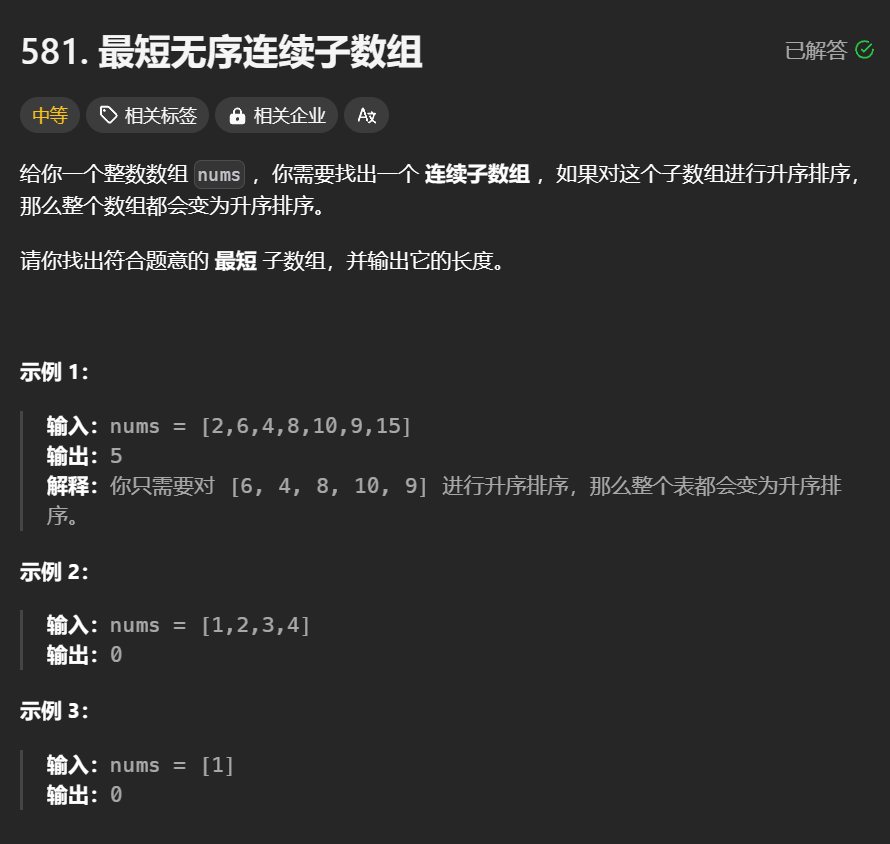 581. 最短无序连续子数组
已解答
中等 相关标签 相关企业
给你一个整数数组 nums ，你需要找出一个 连续子数组 ，如果对这个子数组进行升序排序，
那么整个数组都会变为升序排序。
请你找出符合题意的 最短 子数组，并输出它的长度。
示例 1：
输入：nums = [2,6,4,8,10,9,15]
输出：5
解释：你只需要对 [6, 4, 8, 10, 9] 进行升序排序，那么整个表都会变为升序排
序。
示例 2：
输入：nums = [1,2,3,4]
输出：0
示例 3：
输入：nums = [1]
输出：0